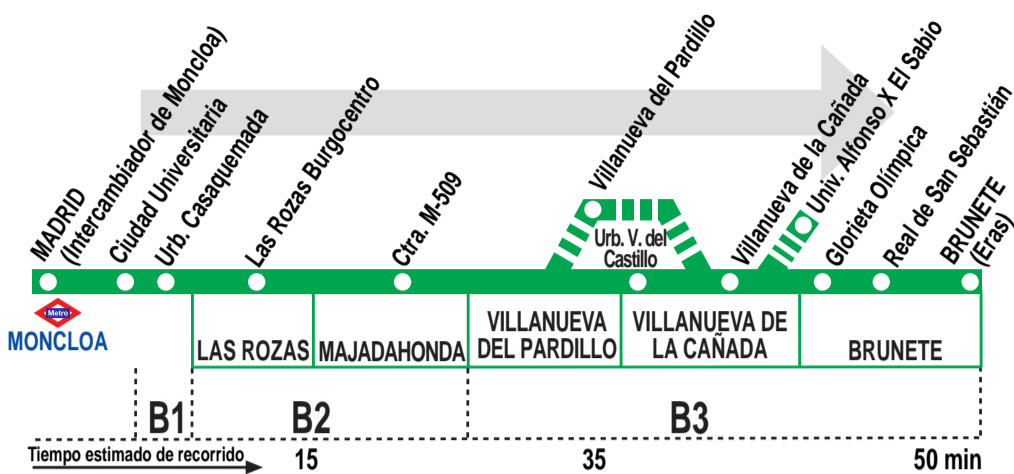 MADRID
(Intercambiador de Moncloa)
Ciudad Universitaria
Urb. Casaquemada
Las Rozas Burgocentro
Ctra. M-509
Villanueva del Pardillo
Urb. V. del
Castillo
Villanueva de la Cañada
Univ. Alfonso X El Sabio
Glorieta Olímpica
Real de San Sebastián
BRUNETE
(Eras)
Metro
MONCLOA
LAS ROZAS
MAJADAHONDA
VILLANUEVA
DEL PARDILLO
VILLANUEVA DE
LA CAÑADA
BRUNETE
B1
B2
B3
Tiempo estimado de recorrido
15
35
50 min